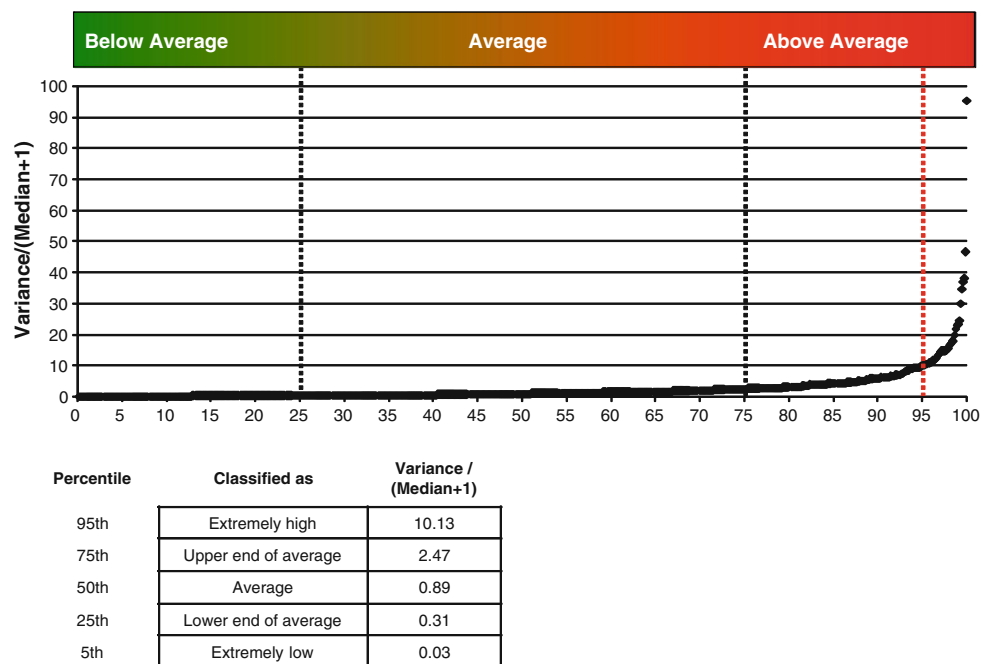 Below Average Average Above Average
Variance/(Median+1)
100
90
80
70
60
50
40
30
20
10
0
0 5 10 15 20 25 30 35 40 45 50 55 60 65 70 75 80 85 90 95 100
Percentile Classified as Variance / (Median+1)
95th Extremely high 10.13
75th Upper end of average 2.47
50th Average 0.89
25th Lower end of average 0.31
5th Extremely low 0.03